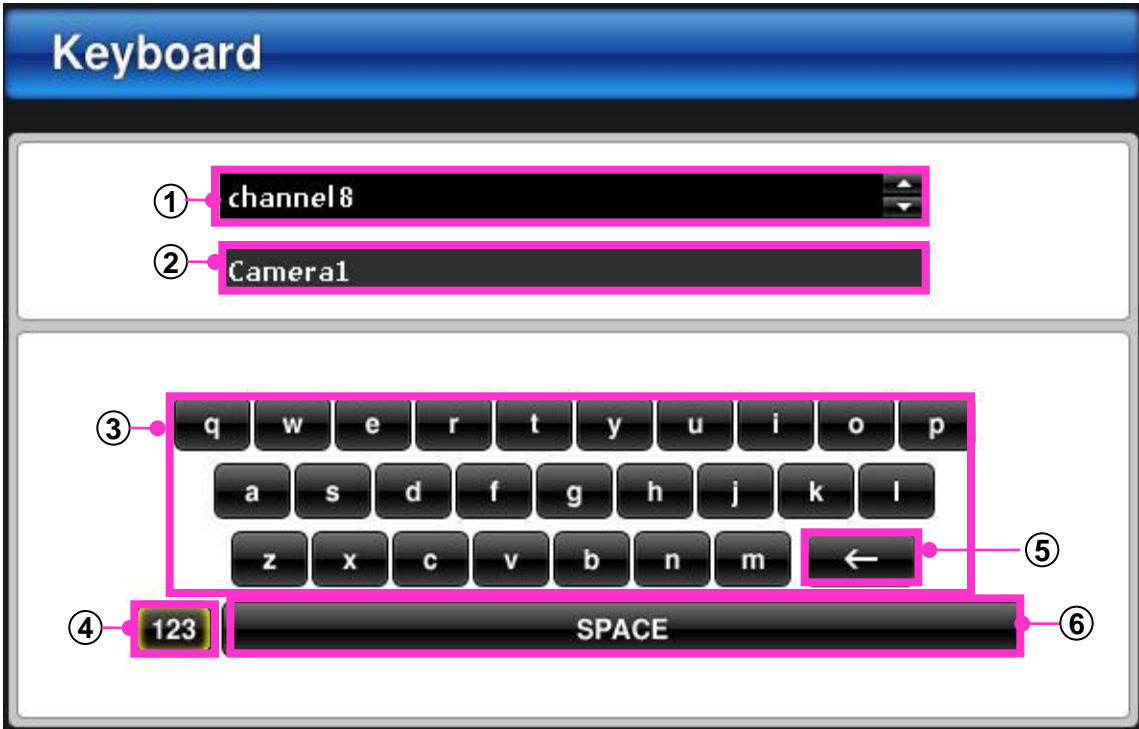 Keyboard
1 channel8
2 Camera1
3 q w e r t y u i o p
a s d f g h j k l
z x c v b n m ← 5
4 123 SPACE 6